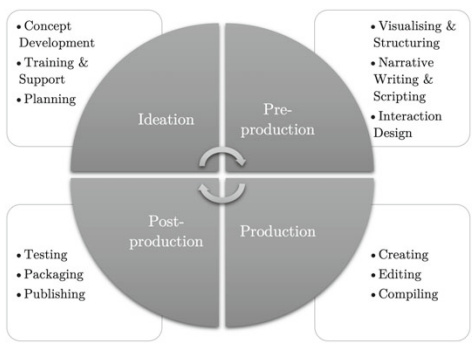 • Concept
Development
• Training &
Support
• Planning
Ideation
Pre-
production
• Visualising &
Structuring
• Narrative
Writing &
Scripting
• Interaction
Design
Post-
production
Production
• Testing
• Packaging
• Publishing
• Creating
• Editing
• Compiling